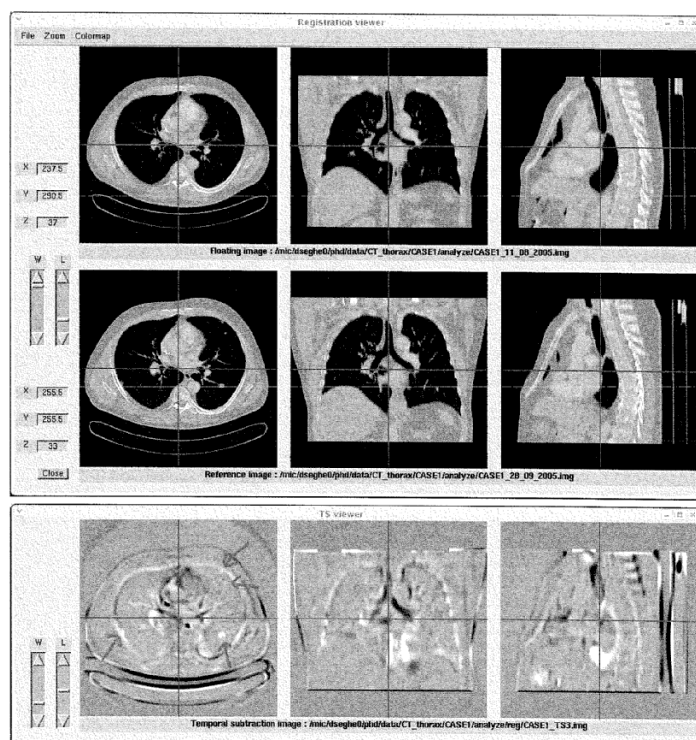 Registration viewer
File Zoom Colormap
X 237.5
Y 290.5
Z 37
Floating image : /mic/dseghe0/phd/data/CT_thorax/CASE1/analyze/CASE1_11_08_2005.img
W L
X 255.5
Y 255.5
Z 33
Close
Reference image : /mic/dseghe0/phd/data/CT_thorax/CASE1/analyze/CASE1_28_09_2005.img
TS viewer
W L
Temporal subtraction image : /mic/dseghe0/phd/data/CT_thorax/CASE1/analyze/reg/CASE1_TS3.img